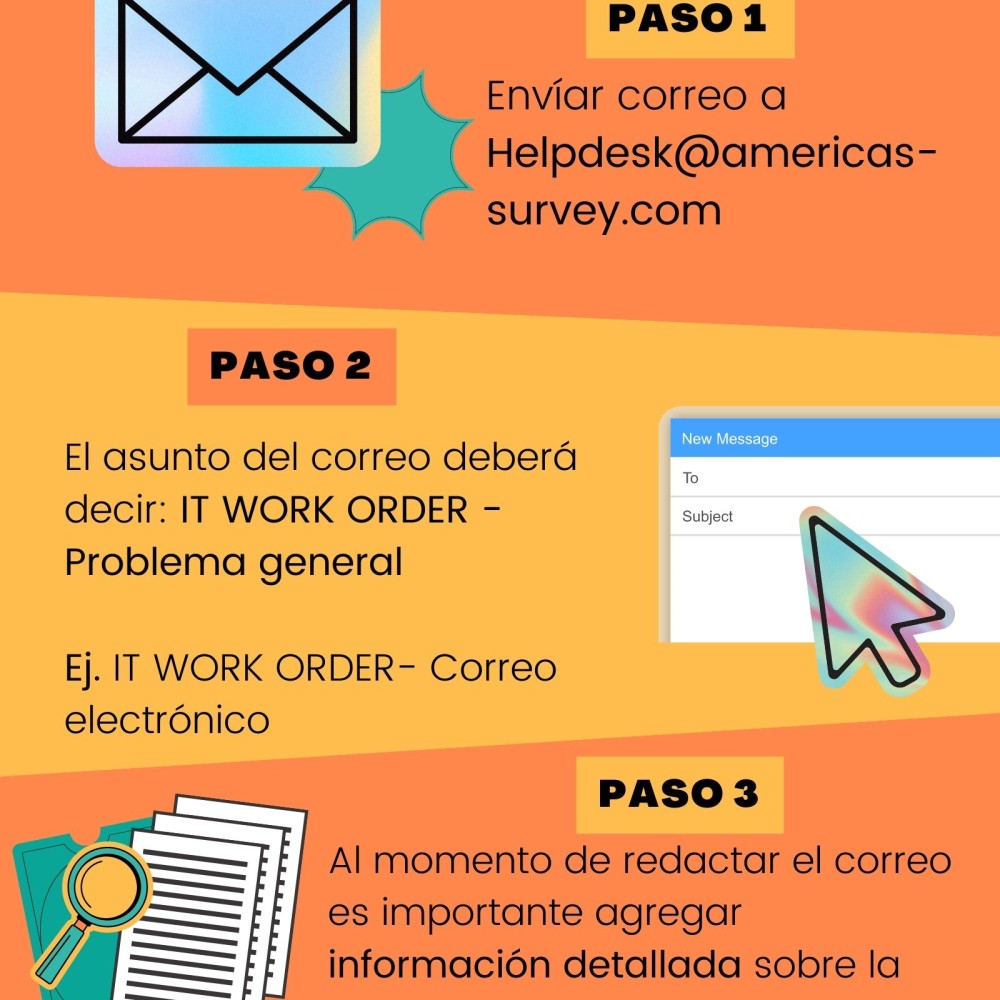 PASO 1
Envíar correo a
Helpdesk@americas-
survey.com
PASO 2
El asunto del correo deberá
decir: IT WORK ORDER -
Problema general
Ej. IT WORK ORDER- Correo
electrónico
New Message
To
Subject
PASO 3
Al momento de redactar el correo
es importante agregar
información detallada sobre la